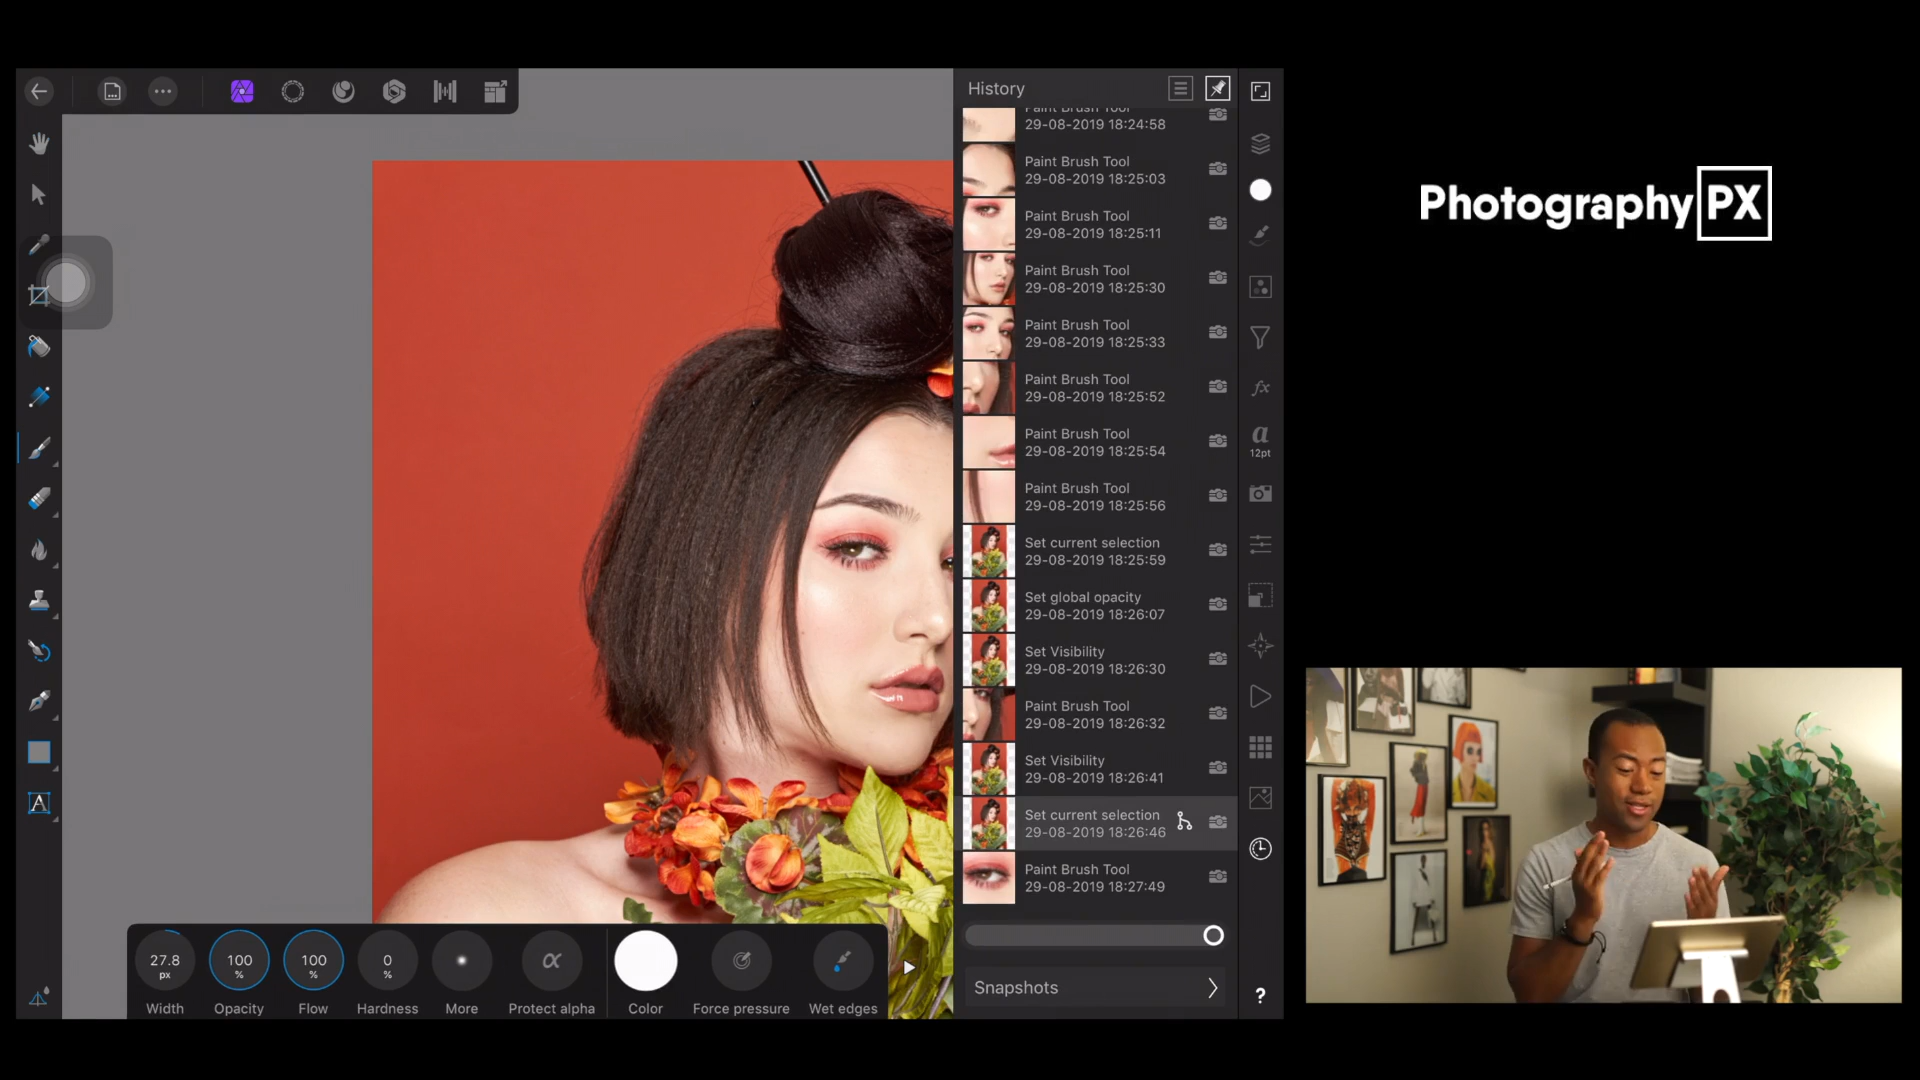 History
Paint Brush Tool
29-08-2019 18:24:58
Paint Brush Tool
29-08-2019 18:25:03
Paint Brush Tool
29-08-2019 18:25:11
Paint Brush Tool
29-08-2019 18:25:30
Paint Brush Tool
29-08-2019 18:25:33
Paint Brush Tool
29-08-2019 18:25:52
Paint Brush Tool
29-08-2019 18:25:54
Paint Brush Tool
29-08-2019 18:25:56
Set current selection
29-08-2019 18:25:59
Set global opacity
29-08-2019 18:26:07
Set Visibility
29-08-2019 18:26:30
Paint Brush Tool
29-08-2019 18:26:32
Set Visibility
29-08-2019 18:26:41
Set current selection
29-08-2019 18:26:46
Paint Brush Tool
29-08-2019 18:27:49
Snapshots
fx
a
12pt
?
A
27.8
px
Width
100
%
Opacity
100
%
Flow
0
%
Hardness
More
α
Protect alpha
Color
Force pressure
Wet edges
Photography PX